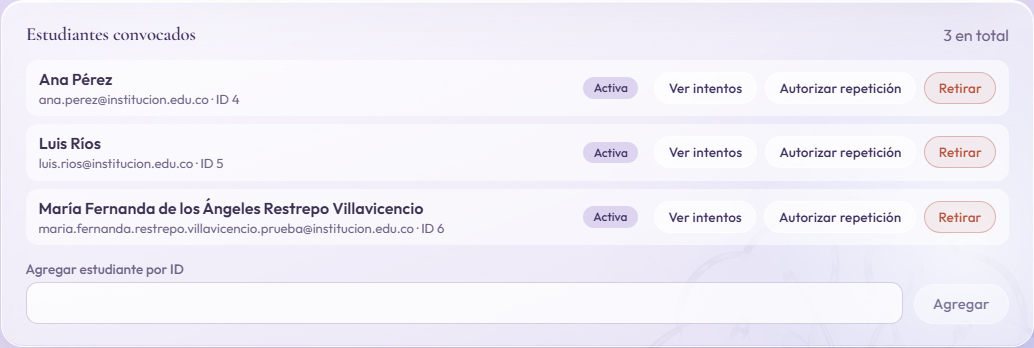 Estudiantes convocados 3 en total
Ana Pérez
ana.perez@institucion.edu.co · ID 4
Activa Ver intentos Autorizar repetición Retirar
Luis Ríos
luis.rios@institucion.edu.co · ID 5
Activa Ver intentos Autorizar repetición Retirar
María Fernanda de los Ángeles Restrepo Villavicencio
maria.fernanda.restrepo.villavicencio.prueba@institucion.edu.co · ID 6
Activa Ver intentos Autorizar repetición Retirar
Agregar estudiante por ID
Agregar